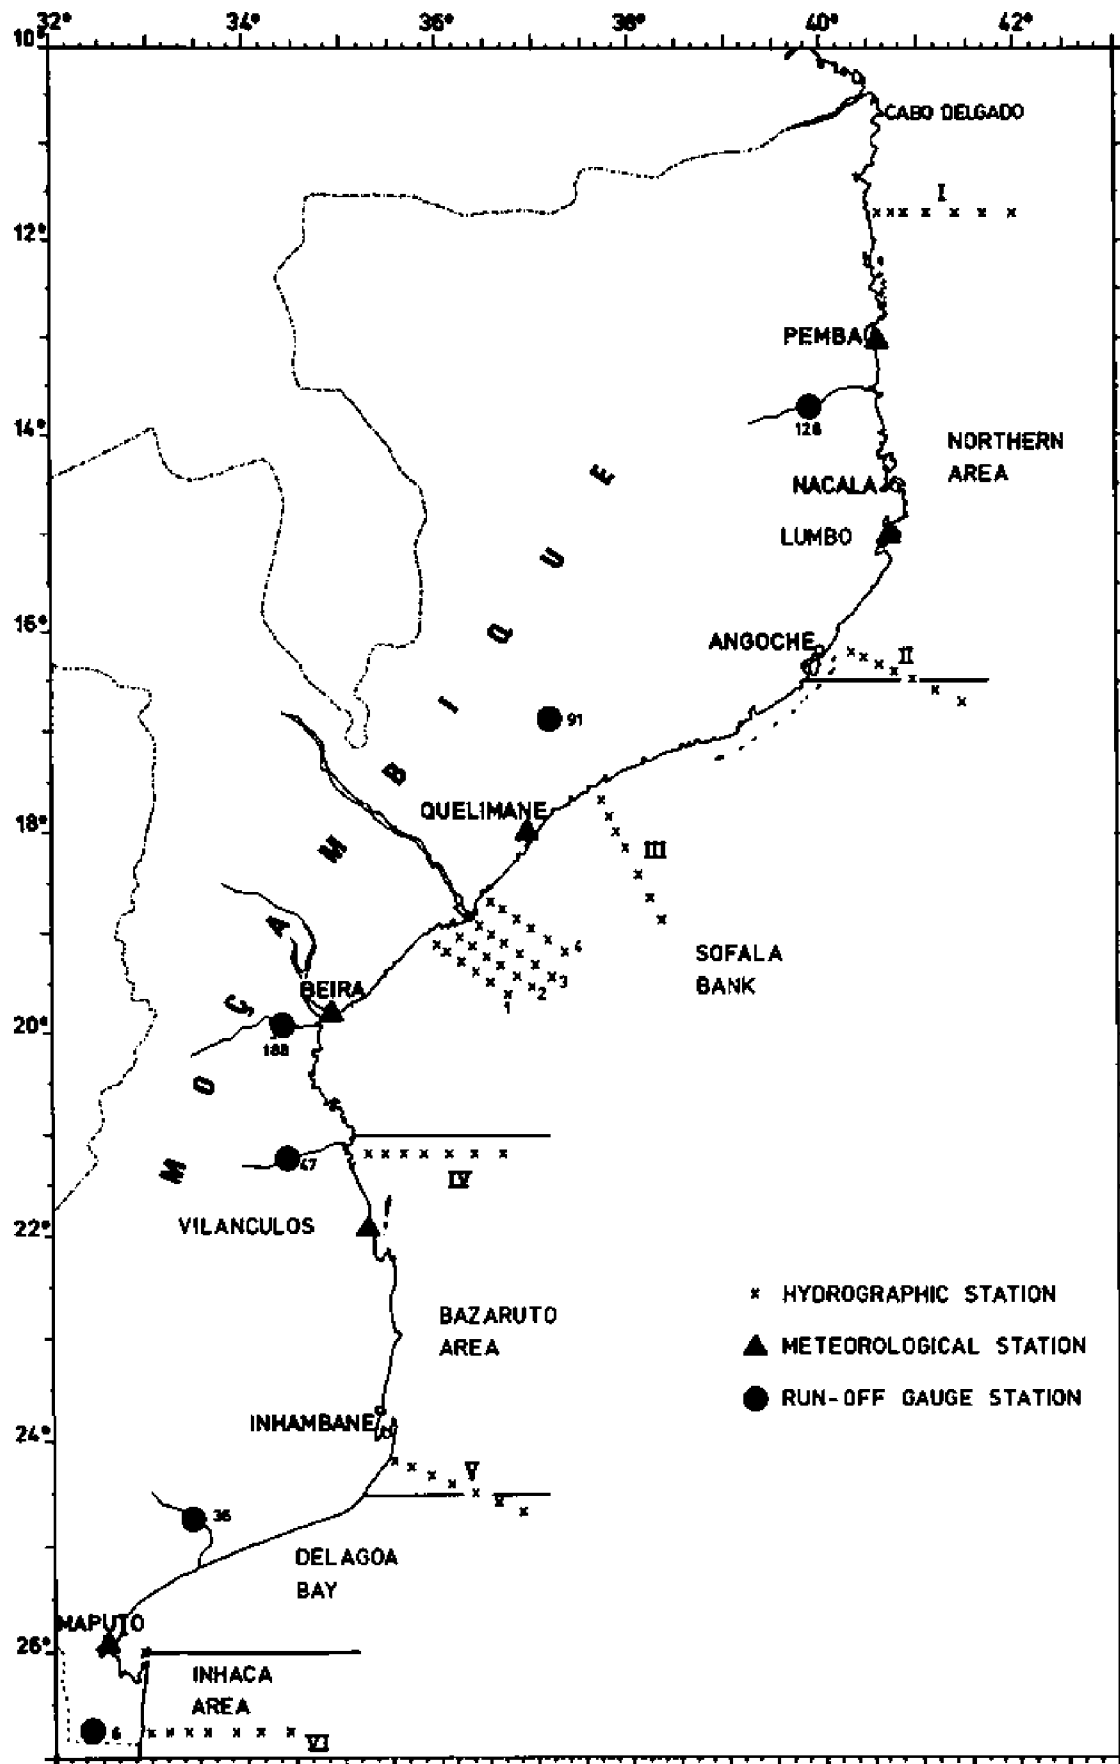 32° 34° 36° 38° 40° 42°
10°
CABO DELGADO
I
12°
PEMBA
126
14°
NORTHERN
AREA
NACALA
LUMBO
16°
ANGOCHE
II
91
QUELIMANE
18°
III
SOFALA
BANK
4
3
2
1
BEIRA
20°
188
MOÇAMBIQUE
47
IV
VILANCULOS
22°
BAZARUTO
AREA
x HYDROGRAPHIC STATION
▲ METEOROLOGICAL STATION
● RUN-OFF GAUGE STATION
INHAMBANE
24°
V
36
DELAGOA
BAY
MAPUTO
26°
INHACA
AREA
6
VI